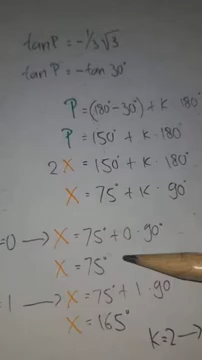 tan P = -1/3√3
tan P = -tan 30°
P = (180° - 30°) + K · 180°
P = 150° + K · 180°
2X = 150° + K · 180°
X = 75° + K · 90°
=0 → X = 75° + 0 · 90°
X = 75°
=1 → X = 75° + 1 · 90
X = 165°
K=2 →